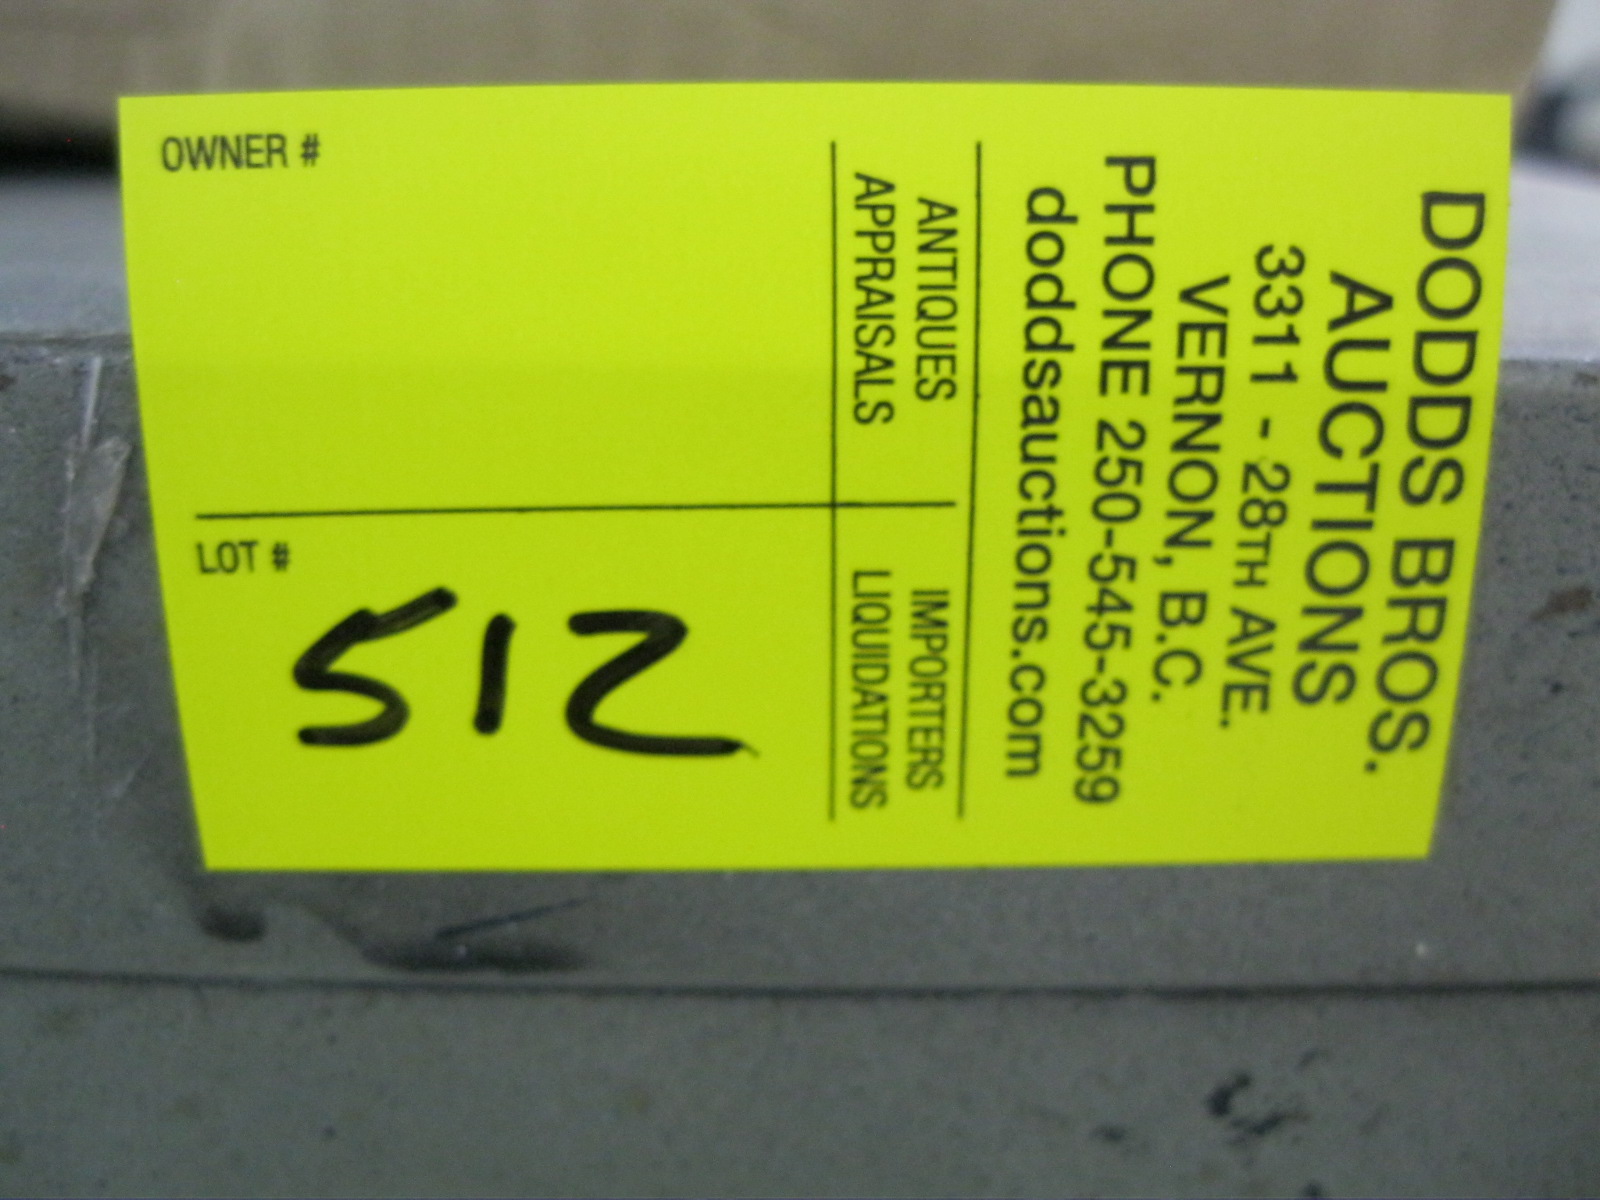 DODDS BROS.
AUCTIONS
3311 - 28TH AVE.
VERNON, B.C.
PHONE 250-545-3259
doddsauctions.com
ANTIQUES
APPRAISALS
IMPORTERS
LIQUIDATIONS
OWNER #
LOT #
512